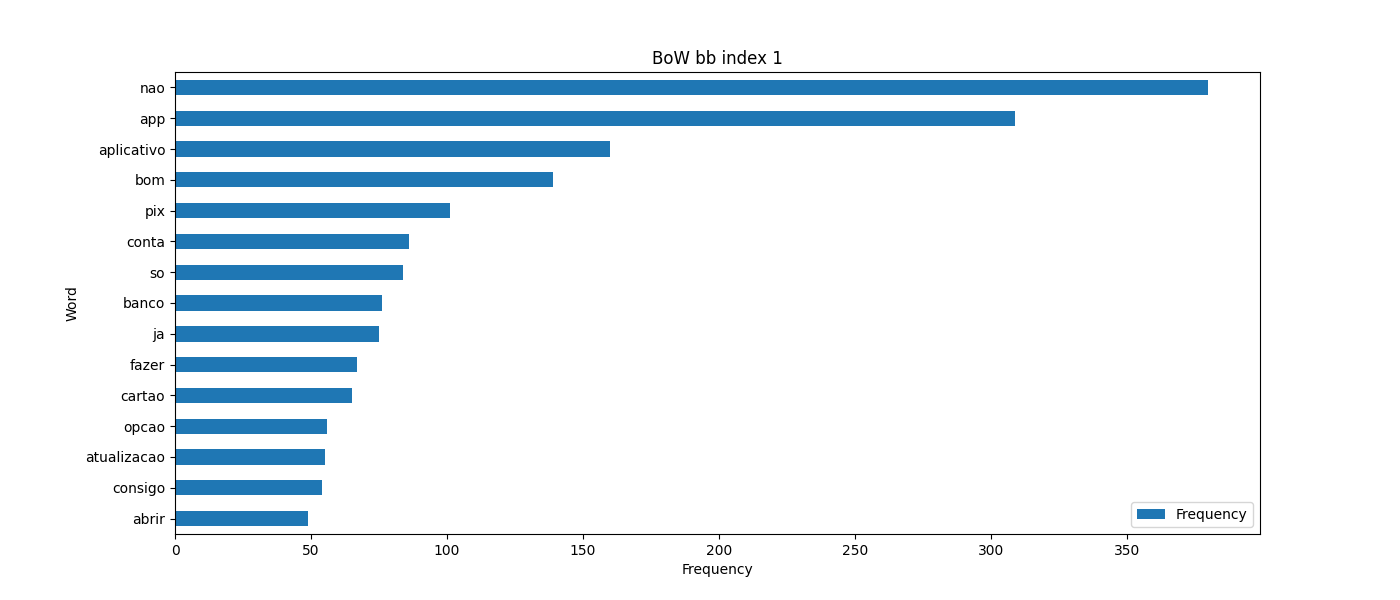 BoW bb index 1
nao
app
aplicativo
bom
pix
conta
so
banco
ja
fazer
cartao
opcao
atualizacao
consigo
abrir
Word
Frequency
0 50 100 150 200 250 300 350
Frequency